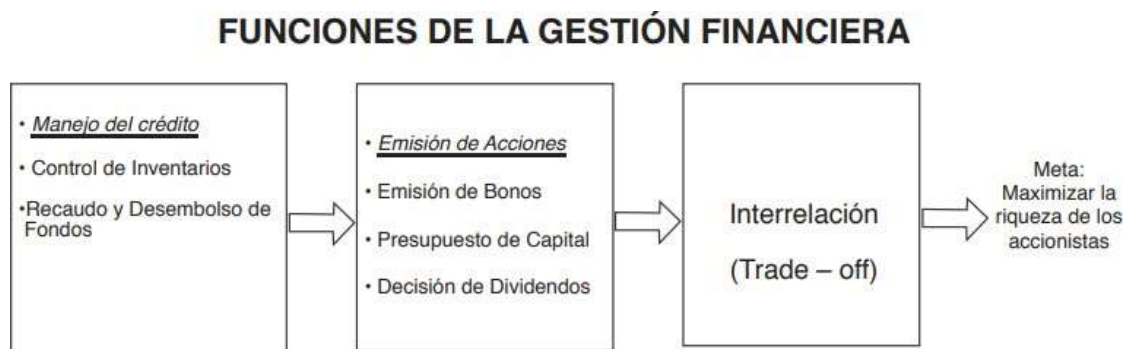 FUNCIONES DE LA GESTIÓN FINANCIERA
• Manejo del crédito
• Control de Inventarios
•Recaudo y Desembolso de
Fondos
• Emisión de Acciones
• Emisión de Bonos
• Presupuesto de Capital
• Decisión de Dividendos
Interrelación
(Trade – off)
Meta:
Maximizar la
riqueza de los
accionistas